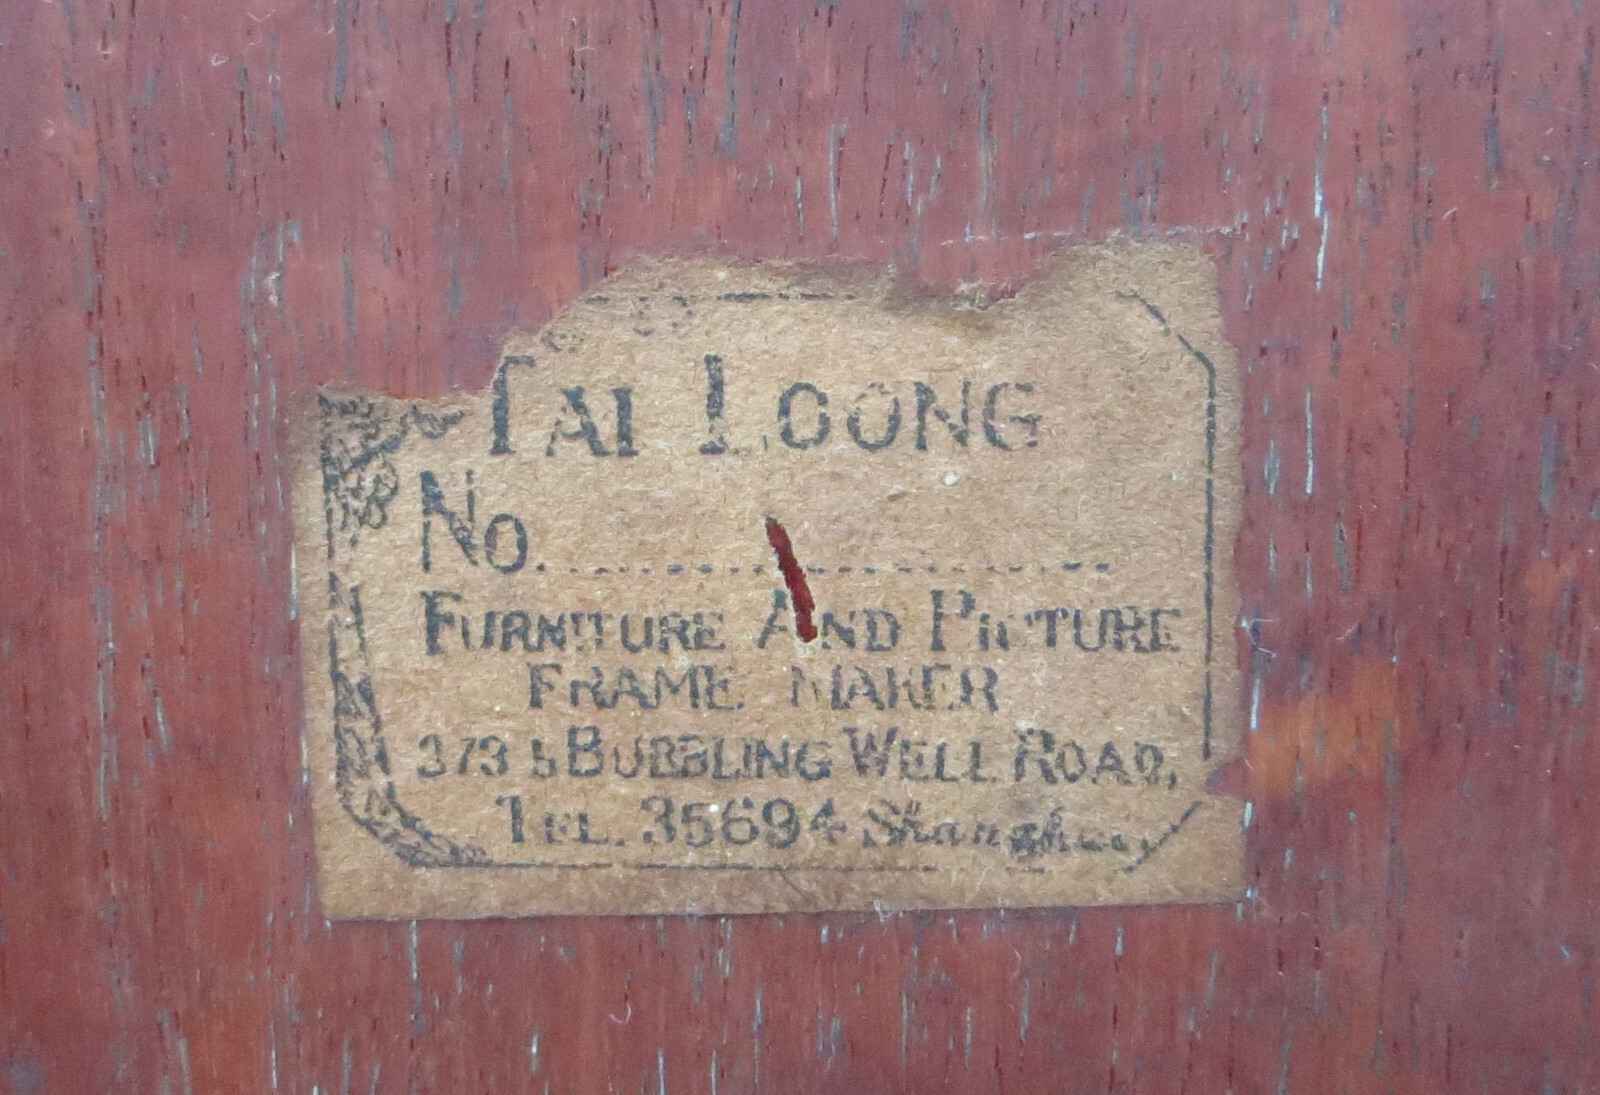 TAI LOONG
No.
FURNITURE AND PICTURE
FRAME MAKER
373 b BUBBLING WELL ROAD,
TEL. 35694 Shanghai